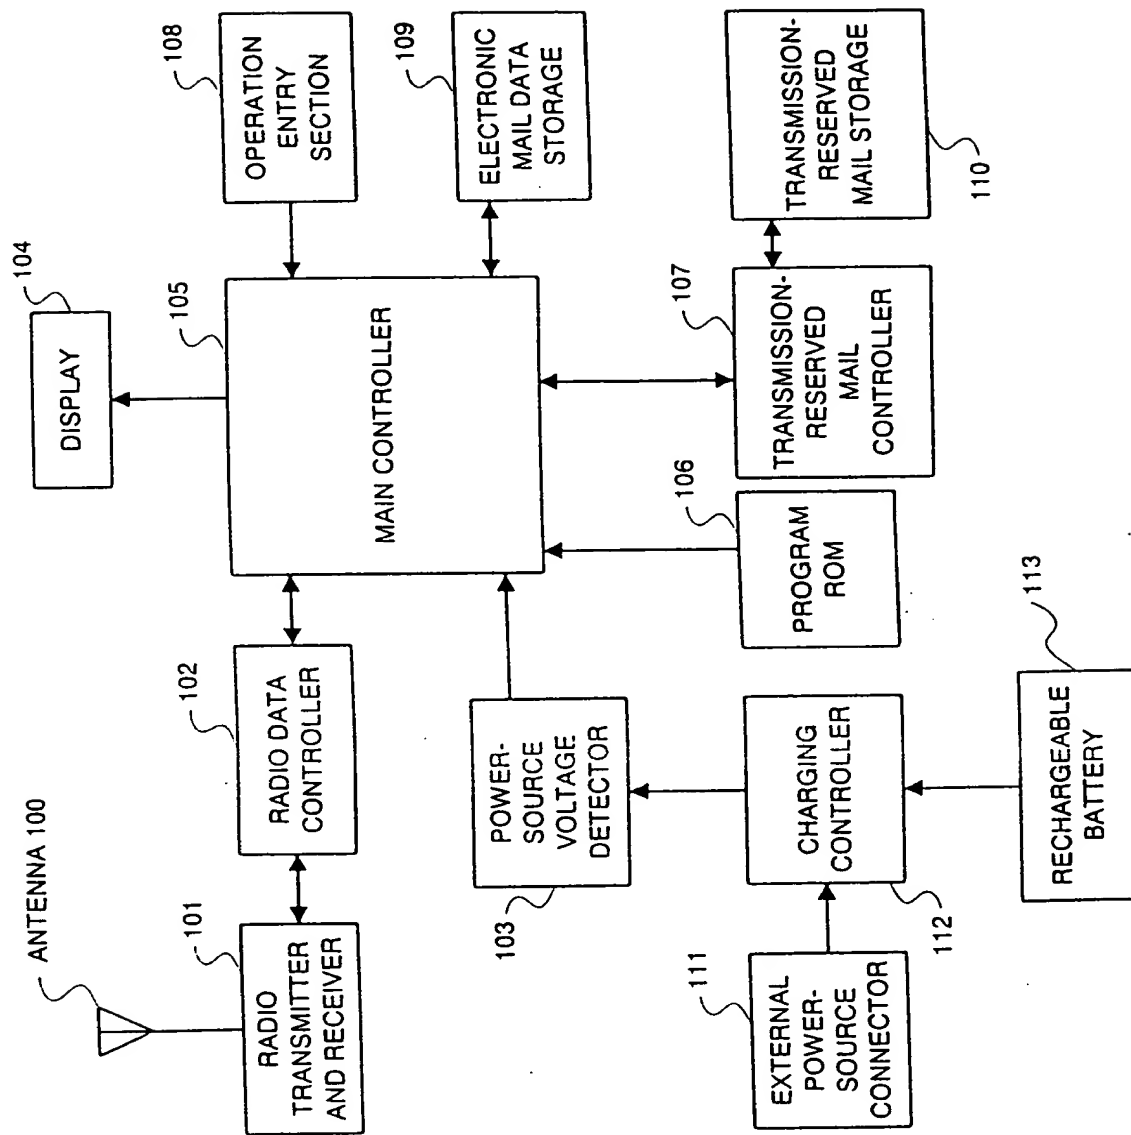 ANTENNA 100
101
RADIO
TRANSMITTER
AND RECEIVER
102
RADIO DATA
CONTROLLER
104
DISPLAY
105
MAIN CONTROLLER
108
OPERATION
ENTRY
SECTION
109
ELECTRONIC
MAIL DATA
STORAGE
103
POWER-
SOURCE
VOLTAGE
DETECTOR
106
PROGRAM
ROM
107
TRANSMISSION-
RESERVED
MAIL
CONTROLLER
TRANSMISSION-
RESERVED
MAIL STORAGE
110
111
EXTERNAL
POWER-
SOURCE
CONNECTOR
CHARGING
CONTROLLER
112
113
RECHARGEABLE
BATTERY